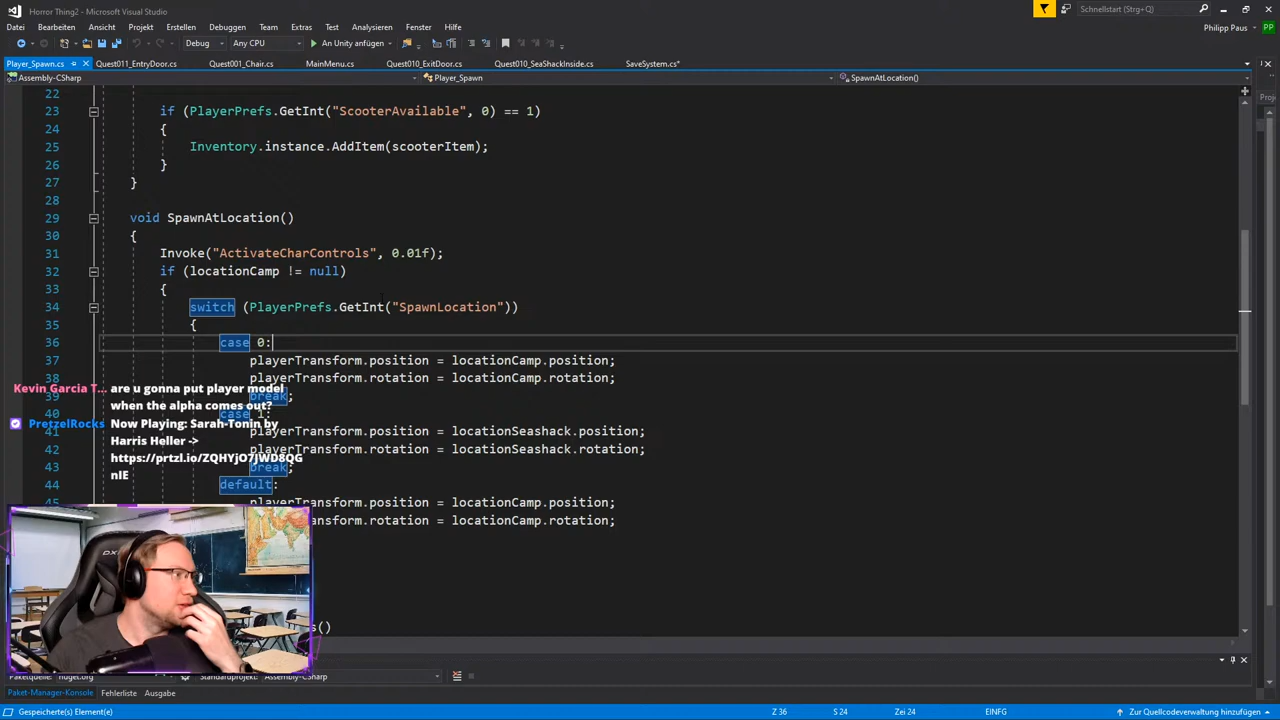 Horror Thing2 - Microsoft Visual Studio
Schnellstart (Strg+Q)
Datei Bearbeiten Ansicht Projekt Erstellen Debuggen Team Extras Test Analysieren Fenster Hilfe
Philipp Paus PP
Debug Any CPU An Unity anfügen
Player_Spawn.cs Quest011_EntryDoor.cs Quest001_Chair.cs MainMenu.cs Quest010_ExitDoor.cs Quest010_SeaShackInside.cs SaveSystem.cs*
Assembly-CSharp Player_Spawn SpawnAtLocation()
Proj
22
23 if (PlayerPrefs.GetInt("ScooterAvailable", 0) == 1)
24 {
25 Inventory.instance.AddItem(scooterItem);
26 }
27 }
28
29 void SpawnAtLocation()
30 {
31 Invoke("ActivateCharControls", 0.01f);
32 if (locationCamp != null)
33 {
34 switch (PlayerPrefs.GetInt("SpawnLocation"))
35 {
36 case 0:
37 playerTransform.position = locationCamp.position;
38 playerTransform.rotation = locationCamp.rotation;
39 break;
40 case 1:
41 playerTransform.position = locationSeashack.position;
42 playerTransform.rotation = locationSeashack.rotation;
43 break;
44 default:
45 playerTransform.position = locationCamp.position;
Transform.rotation = locationCamp.rotation;
s()
Kevin Garcia T... are u gonna put player model
when the alpha comes out?
PretzelRocks Now Playing: Sarah-Tonin by
Harris Heller ->
https://prtzl.io/ZQHYjO7JWD8QG
nlE
DX
Paketquelle: nuget.org Standardprojekt: Assembly-CSharp
Paket-Manager-Konsole Fehlerliste Ausgabe
Gespeicherte(s) Element(e) Z 36 S 24 Zei 24 EINFG Zur Quellcodeverwaltung hinzufügen